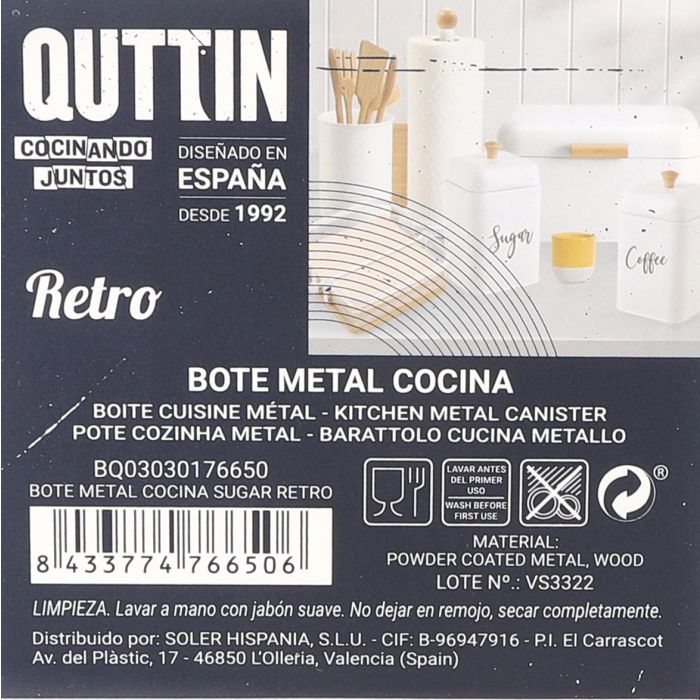 QUTTIN
COCINANDO
JUNTOS
DISEÑADO EN
ESPAÑA
DESDE 1992
Retro
Sugar
Coffee
BOTE METAL COCINA
BOITE CUISINE MÉTAL - KITCHEN METAL CANISTER
POTE COZINHA METAL - BARATTOLO CUCINA METALLO
BQ03030176650
BOTE METAL COCINA SUGAR RETRO
8 433774 766506
LAVAR ANTES
DEL PRIMER
USO
WASH BEFORE
FIRST USE
®
MATERIAL:
POWDER COATED METAL, WOOD
LOTE Nº.: VS3322
LIMPIEZA. Lavar a mano con jabón suave. No dejar en remojo, secar completamente.
Distribuido por: SOLER HISPANIA, S.L.U. - CIF: B-96947916 - P.I. El Carrascot
Av. del Plàstic, 17 - 46850 L'Olleria, Valencia (Spain)